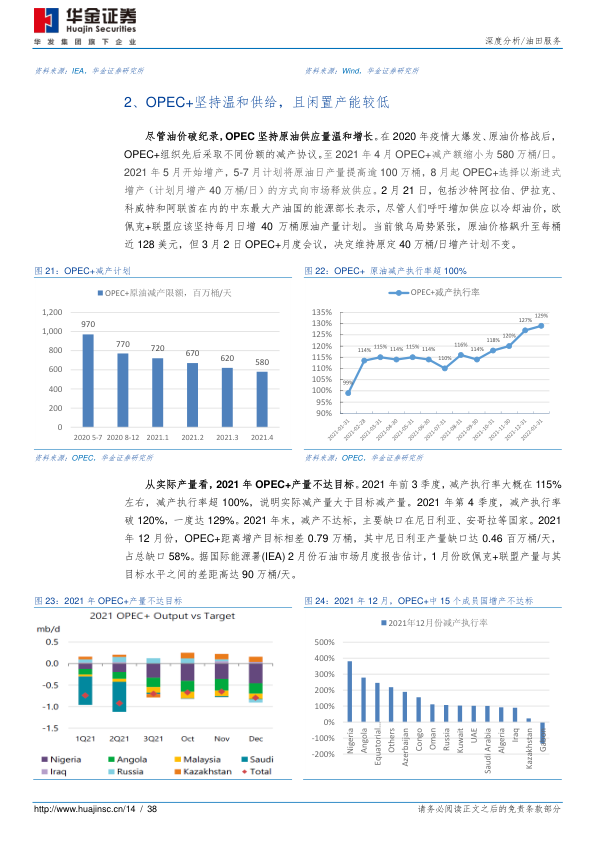 华金证券
Huajin Securities
华发集团旗下企业
深度分析/油田服务
资料来源：IEA，华金证券研究所
资料来源：Wind，华金证券研究所
2、OPEC+坚持温和供给，且闲置产能较低
尽管油价破纪录，OPEC 坚持原油供应量温和增长。在 2020 年疫情大爆发、原油价格战后，
OPEC+组织先后采取不同份额的减产协议。至 2021 年 4 月 OPEC+减产额缩小为 580 万桶/日。
2021 年 5 月开始增产，5-7 月计划将原油日产量提高逾 100 万桶，8 月起 OPEC+选择以渐进式
增产（计划月增产 40 万桶/日）的方式向市场释放供应。2 月 21 日，包括沙特阿拉伯、伊拉克、
科威特和阿联酋在内的中东最大产油国的能源部长表示，尽管人们呼吁增加供应以冷却油价，欧
佩克+联盟应该坚持每月日增 40 万桶原油产量计划。当前俄乌局势紧张，原油价格飙升至每桶
近 128 美元，但 3 月 2 日 OPEC+月度会议，决定维持原定 40 万桶/日增产计划不变。
图 21：OPEC+减产计划
图 22：OPEC+ 原油减产执行率超 100%
OPEC+原油减产限额，百万桶/天
1,200
1,000
800
600
400
200
0
970
770
720
670
620
580
2020 5-7 2020 8-12 2021.1 2021.2 2021.3 2021.4
OPEC+减产执行率
135%
130%
125%
120%
115%
110%
105%
100%
95%
90%
99%
114%
115%
114%
115%
114%
110%
116%
114%
118%
120%
127%
129%
2021-01-31
2021-02-28
2021-03-31
2021-04-30
2021-05-31
2021-06-30
2021-07-31
2021-08-31
2021-09-30
2021-10-31
2021-11-30
2021-12-31
2022-01-31
资料来源：OPEC，华金证券研究所
资料来源：OPEC，华金证券研究所
从实际产量看，2021 年 OPEC+产量不达目标。2021 年前 3 季度，减产执行率大概在 115%
左右，减产执行率超 100%，说明实际减产量大于目标减产量。2021 年第 4 季度，减产执行率
破 120%，一度达 129%。2021 年末，减产不达标，主要缺口在尼日利亚、安哥拉等国家。2021
年 12 月份，OPEC+距离增产目标相差 0.79 万桶，其中尼日利亚产量缺口达 0.46 百万桶/天，
占总缺口 58%。据国际能源署(IEA) 2 月份石油市场月度报告估计，1 月份欧佩克+联盟产量与其
目标水平之间的差距高达 90 万桶/天。
图 23：2021 年 OPEC+产量不达目标
图 24：2021 年 12 月，OPEC+中 15 个成员国增产不达标
2021 OPEC+ Output vs Target
mb/d
0.5
0.0
-0.5
-1.0
-1.5
1Q21 2Q21 3Q21 Oct Nov Dec
Nigeria Angola Malaysia Saudi
Iraq Russia Kazakhstan Total
2021年12月份减产执行率
500%
400%
300%
200%
100%
0%
-100%
-200%
Nigeria
Angola
Equatorial
Others
Azerbaijan
Congo
Oman
Russia
Kuwait
UAE
Saudi Arabia
Algeria
Iraq
Kazakhstan
http://www.huajinsc.cn/14 / 38
请务必阅读正文之后的免责条款部分